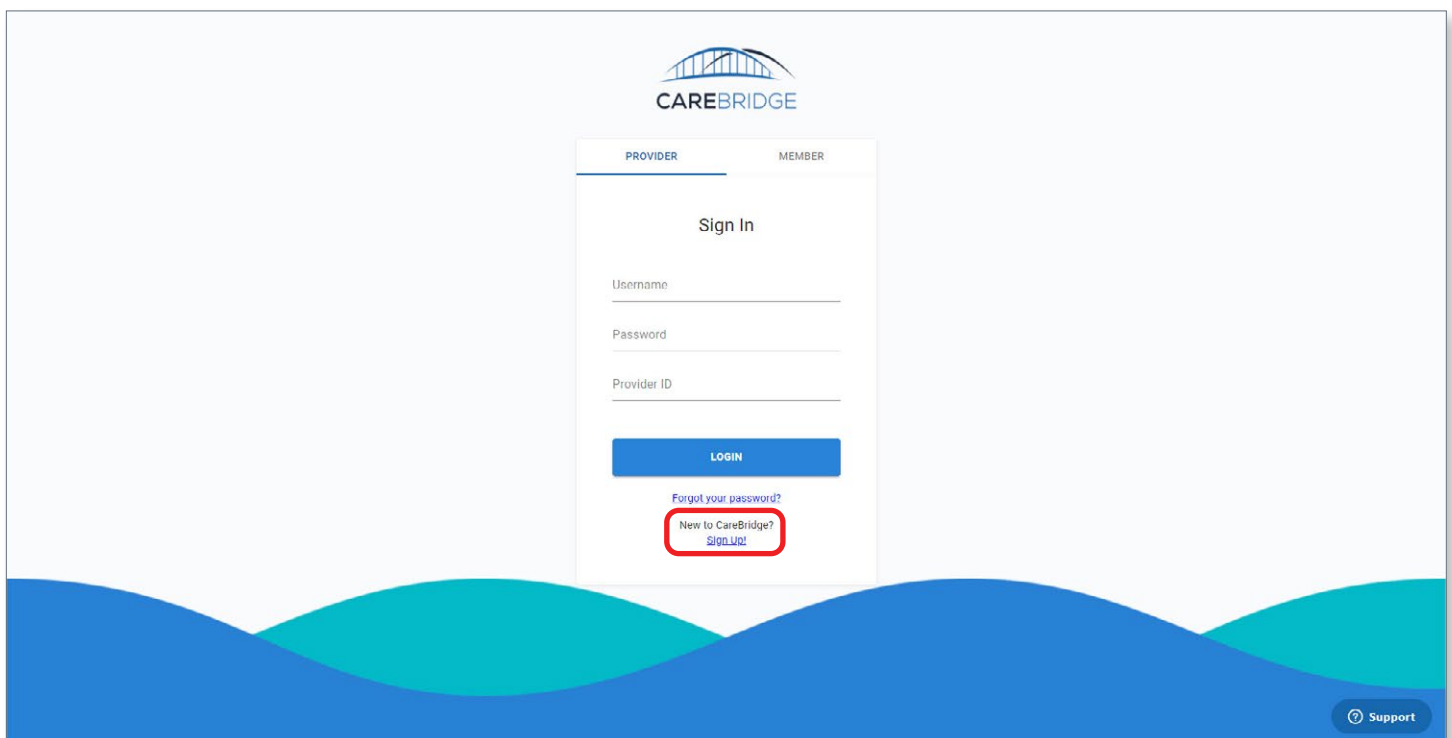 CAREBRIDGE
PROVIDER MEMBER
Sign In
Username
Password
Provider ID
LOGIN
Forgot your password?
New to CareBridge?
Sign Up!
Support